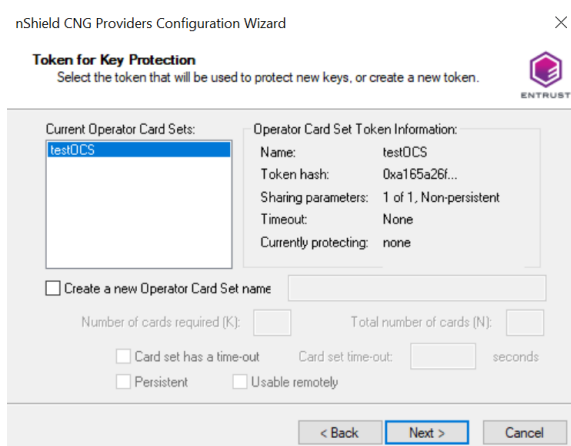 nShield CNG Providers Configuration Wizard
Token for Key Protection
Select the token that will be used to protect new keys, or create a new token.
ENTRUST
Current Operator Card Sets:
testOCS
Operator Card Set Token Information:
Name: testOCS
Token hash: 0xa165a26f...
Sharing parameters: 1 of 1, Non-persistent
Timeout: None
Currently protecting: none
Create a new Operator Card Set name
Number of cards required (K): Total number of cards (N):
Card set has a time-out Card set time-out: seconds
Persistent Usable remotely
< Back Next > Cancel